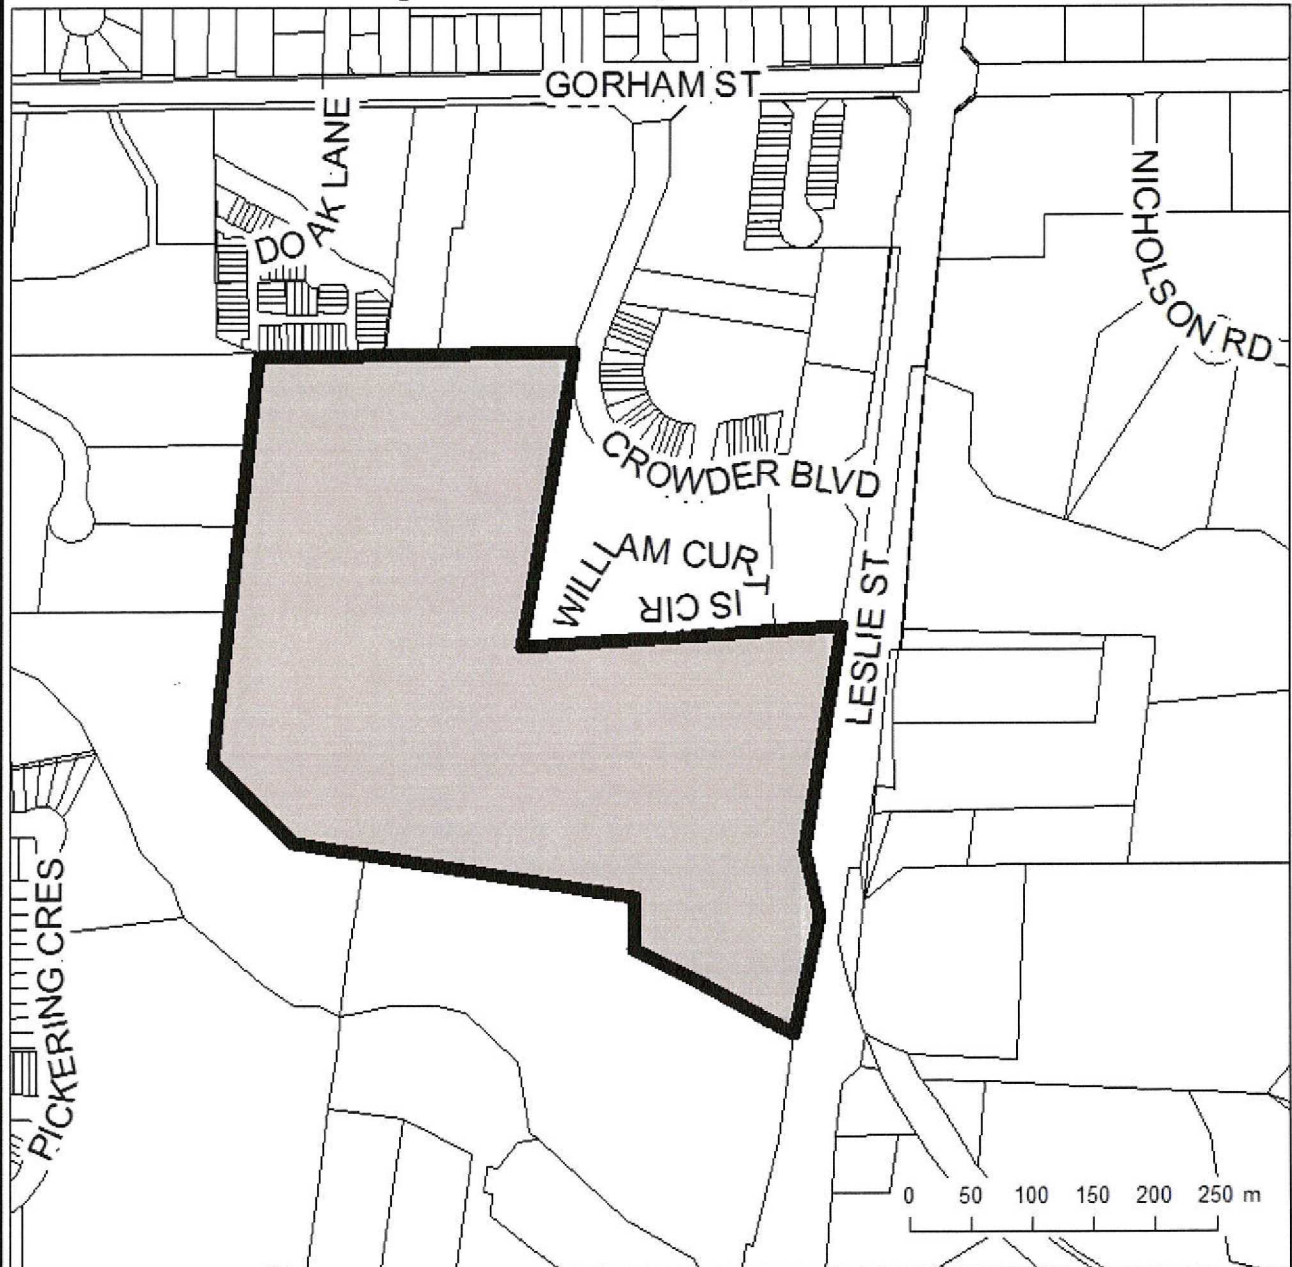 GORHAM ST
DOAK LANE
NICHOLSON RD
CROWDER BLVD
WILLIAM CURTIS CIR
LESLIE ST
PICKERING CRES
0 50 100 150 200 250 m